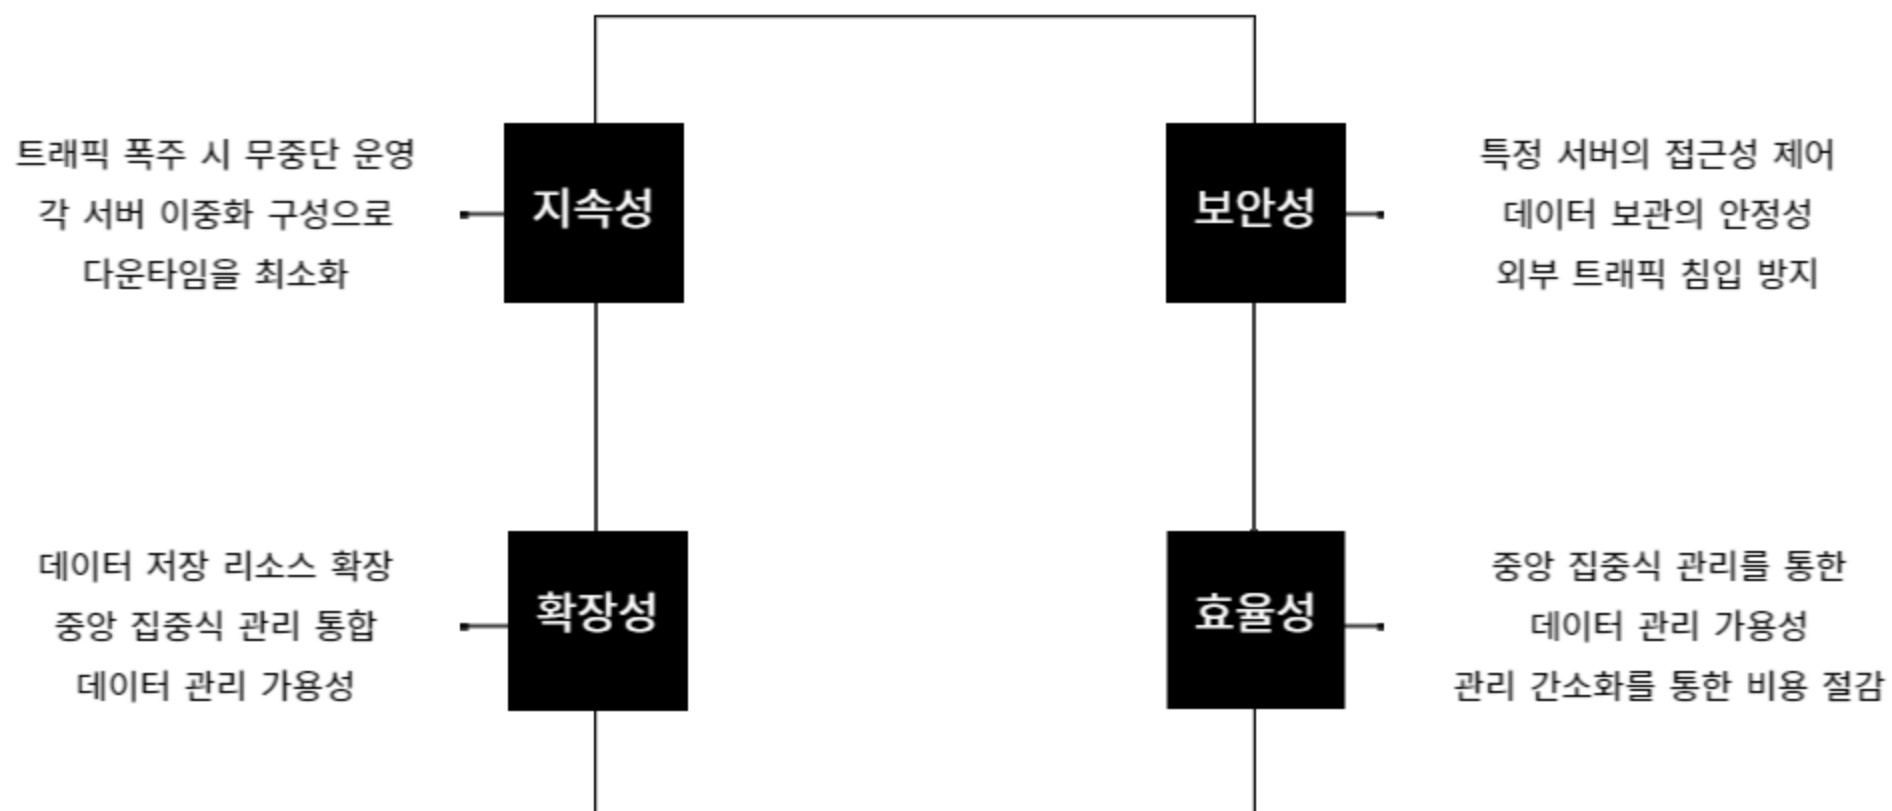 트래픽 폭주 시 무중단 운영
각 서버 이중화 구성으로
다운타임을 최소화
지속성
보안성
특정 서버의 접근성 제어
데이터 보관의 안정성
외부 트래픽 침입 방지
데이터 저장 리소스 확장
중앙 집중식 관리 통합
데이터 관리 가용성
확장성
효율성
중앙 집중식 관리를 통한
데이터 관리 가용성
관리 간소화를 통한 비용 절감